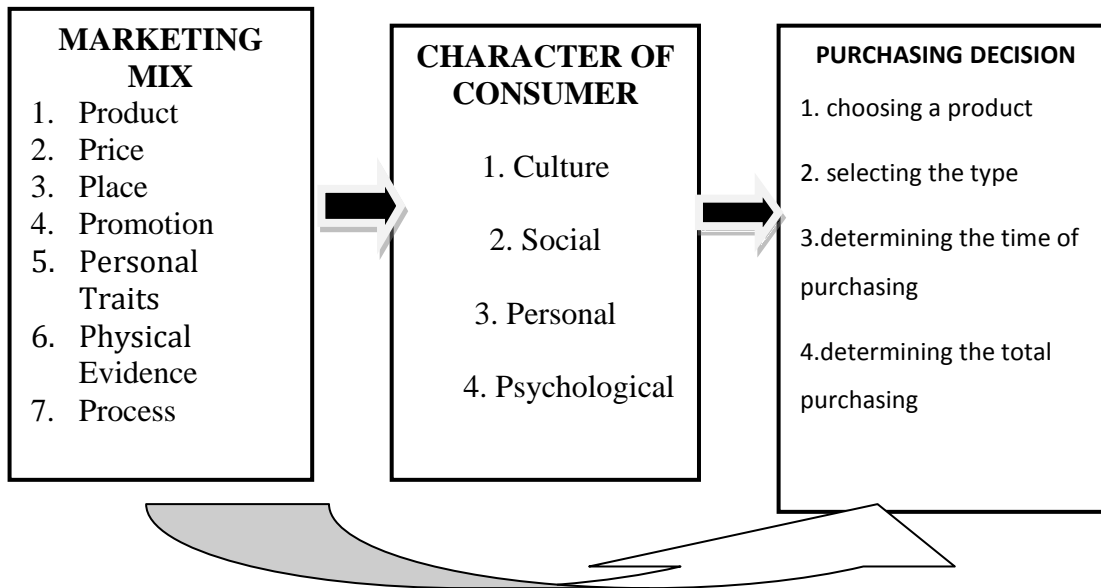 MARKETING
MIX
1. Product
2. Price
3. Place
4. Promotion
5. Personal
Traits
6. Physical
Evidence
7. Process
CHARACTER OF
CONSUMER
1. Culture
2. Social
3. Personal
4. Psychological
PURCHASING DECISION
1. choosing a product
2. selecting the type
3.determining the time of
purchasing
4.determining the total
purchasing